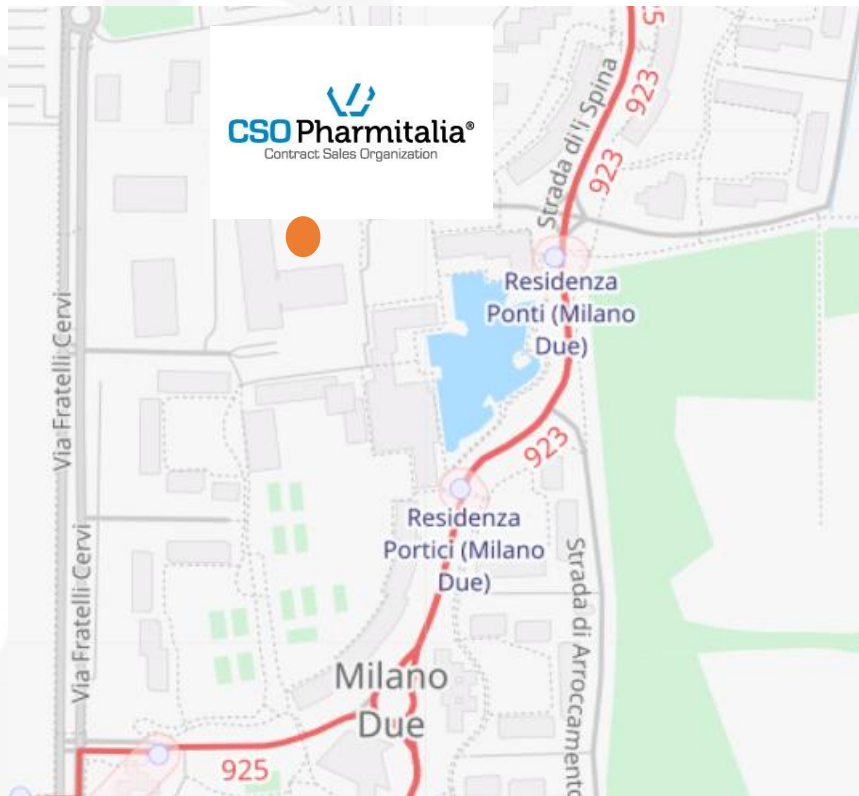 CSO Pharmitalia®
Contract Sales Organization
923
923
Strada di Spina
Residenza
Ponti (Milano
Due)
Via Fratelli Cervi
923
Residenza
Portici (Milano
Due)
Strada di Arroccamento
Via Fratelli Cervi
Milano
Due
925